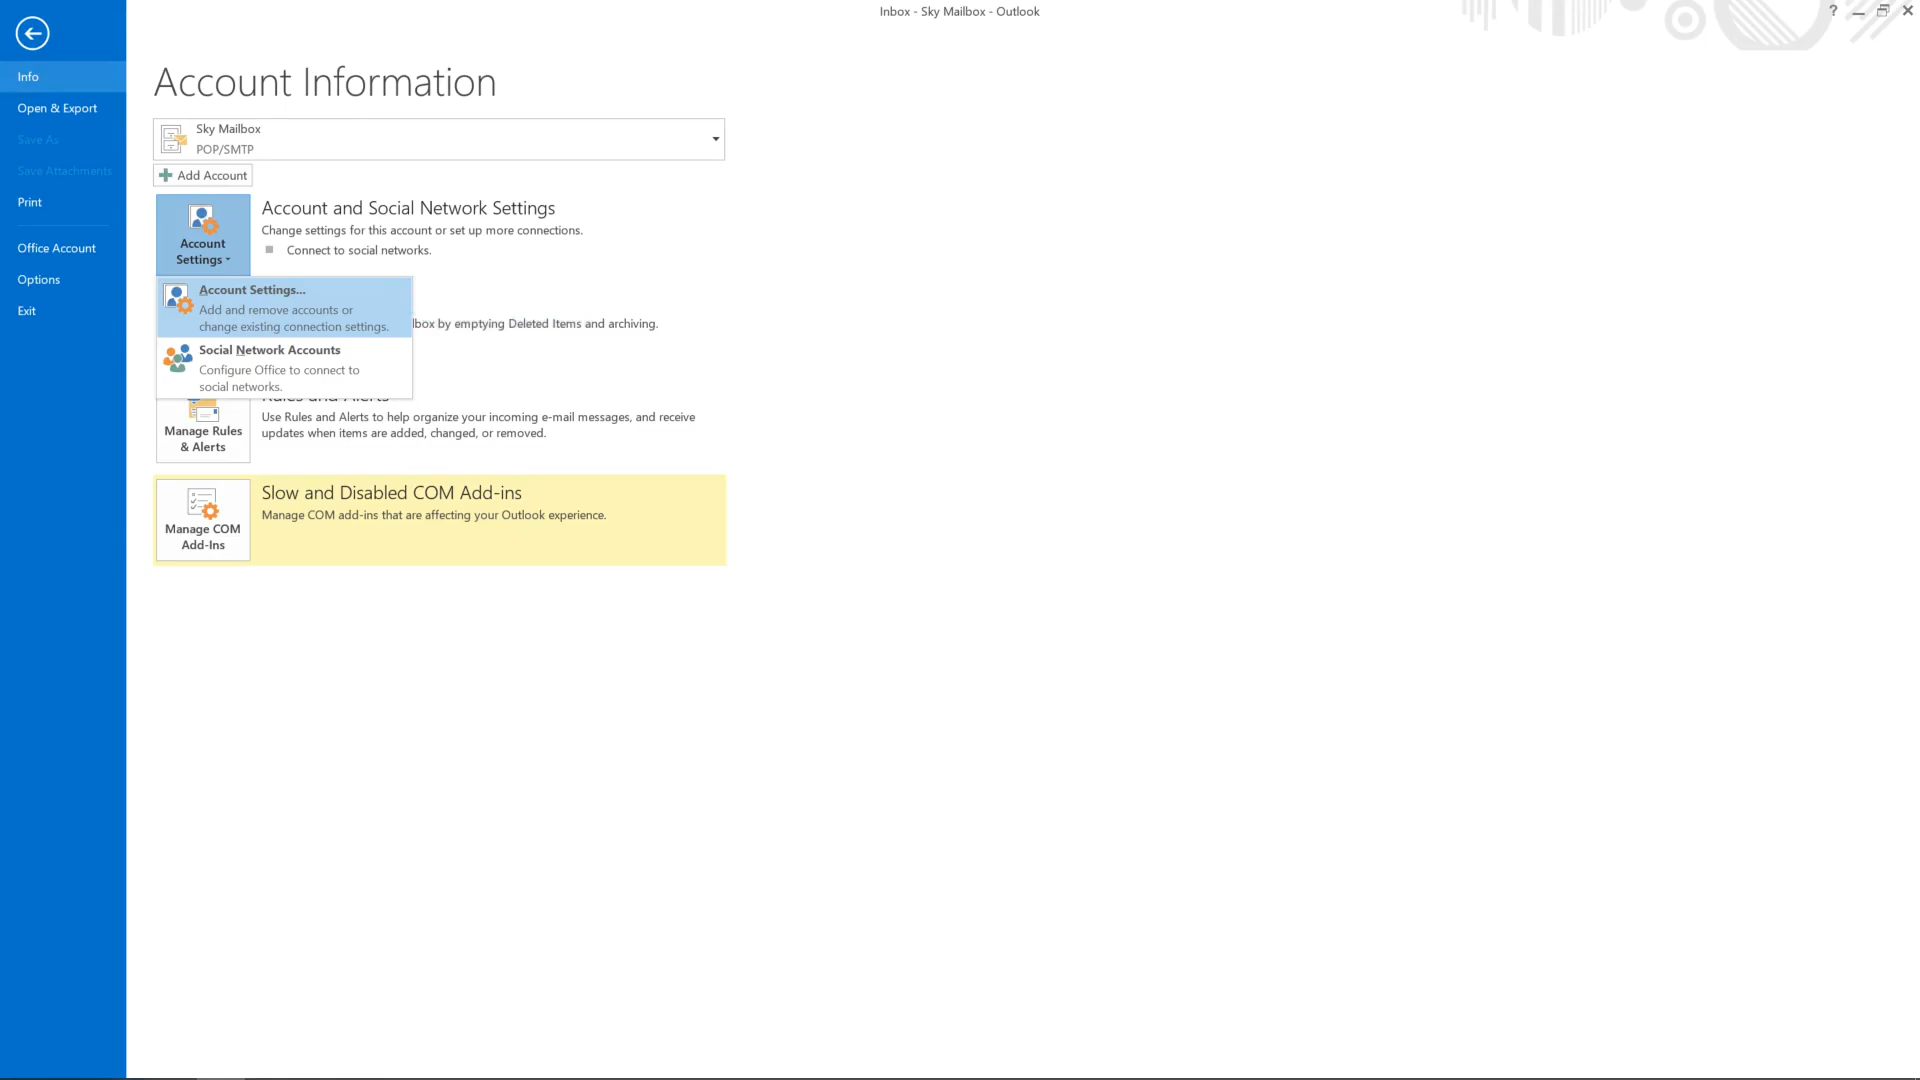 Inbox - Sky Mailbox - Outlook
?
Info
Open & Export
Save As
Save Attachments
Print
Office Account
Options
Exit
Account Information
Sky Mailbox
POP/SMTP
Add Account
Account
Settings
Account and Social Network Settings
Change settings for this account or set up more connections.
Connect to social networks.
Account Settings...
Add and remove accounts or
change existing connection settings.
Social Network Accounts
Configure Office to connect to
social networks.
lbox by emptying Deleted Items and archiving.
Rules and Alerts
Manage Rules
& Alerts
Use Rules and Alerts to help organize your incoming e-mail messages, and receive
updates when items are added, changed, or removed.
Manage COM
Add-Ins
Slow and Disabled COM Add-ins
Manage COM add-ins that are affecting your Outlook experience.